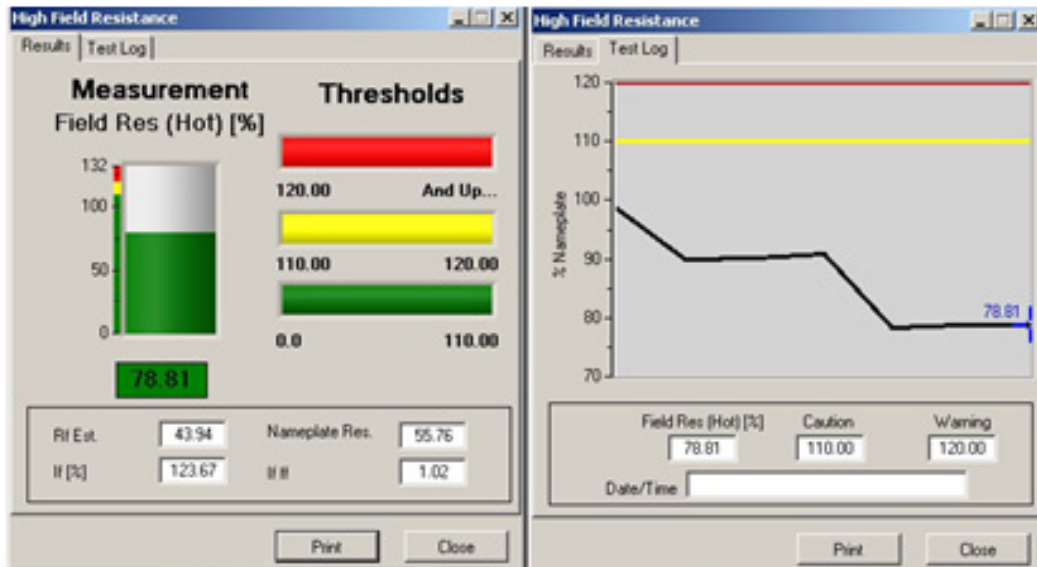 High Field Resistance
Results Test Log
Measurement
Field Res (Hot) [%]
132
100
50
0
78.81
Thresholds
120.00 And Up...
110.00 120.00
0.0 110.00
Rf Est. 43.94 Nameplate Res. 55.76
If [%] 123.67 If ff 1.02
Print Close
High Field Resistance
Results Test Log
% Nameplate
120
110
100
90
80
70
78.81
Field Res (Hot) [%] Caution Warning
78.81 110.00 120.00
Date/Time
Print Close